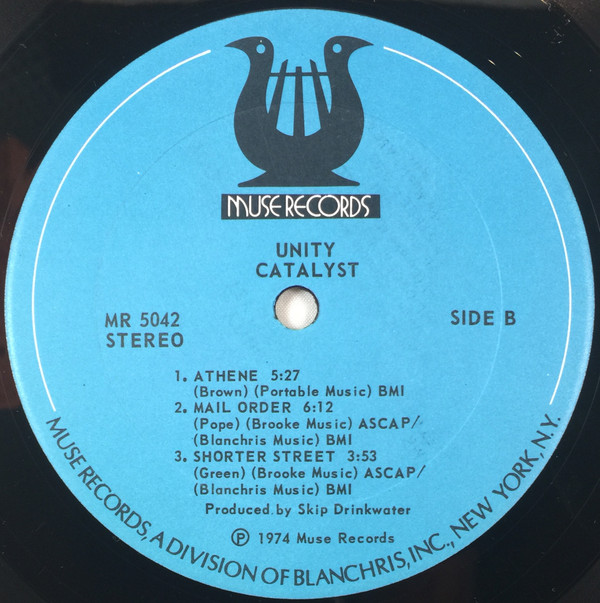 MUSE RECORDS
UNITY
CATALYST
MR 5042
STEREO
SIDE B
1. ATHENE 5:27
(Brown) (Portable Music) BMI
2. MAIL ORDER 6:12
(Pope) (Brooke Music) ASCAP/
(Blanchris Music) BMI
3. SHORTER STREET 3:53
(Green) (Brooke Music) ASCAP/
(Blanchris Music) BMI
Produced by Skip Drinkwater
℗ 1974 Muse Records
MUSE RECORDS, A DIVISION OF BLANCHRIS, INC., NEW YORK, N.Y.